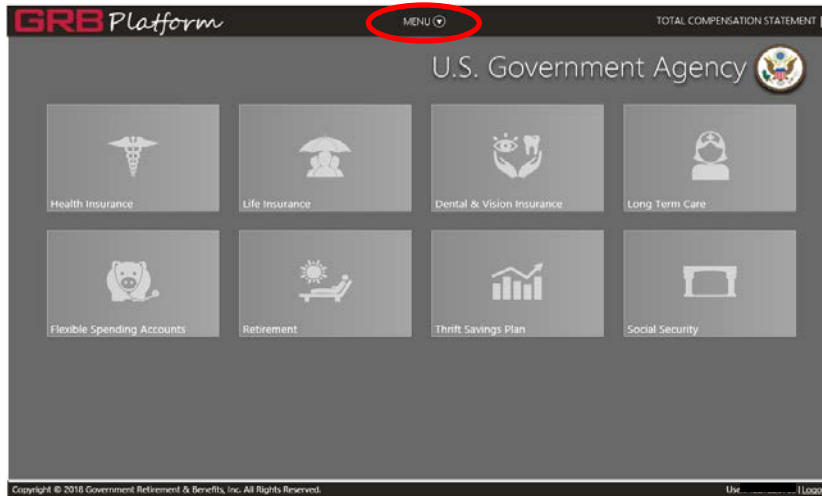 GRB Platform
MENU
TOTAL COMPENSATION STATEMENT |
U.S. Government Agency
Health Insurance
Life Insurance
Dental & Vision Insurance
Long Term Care
Flexible Spending Accounts
Retirement
Thrift Savings Plan
Social Security
Copyright © 2018 Government Retirement & Benefits, Inc. All Rights Reserved.
| Logo